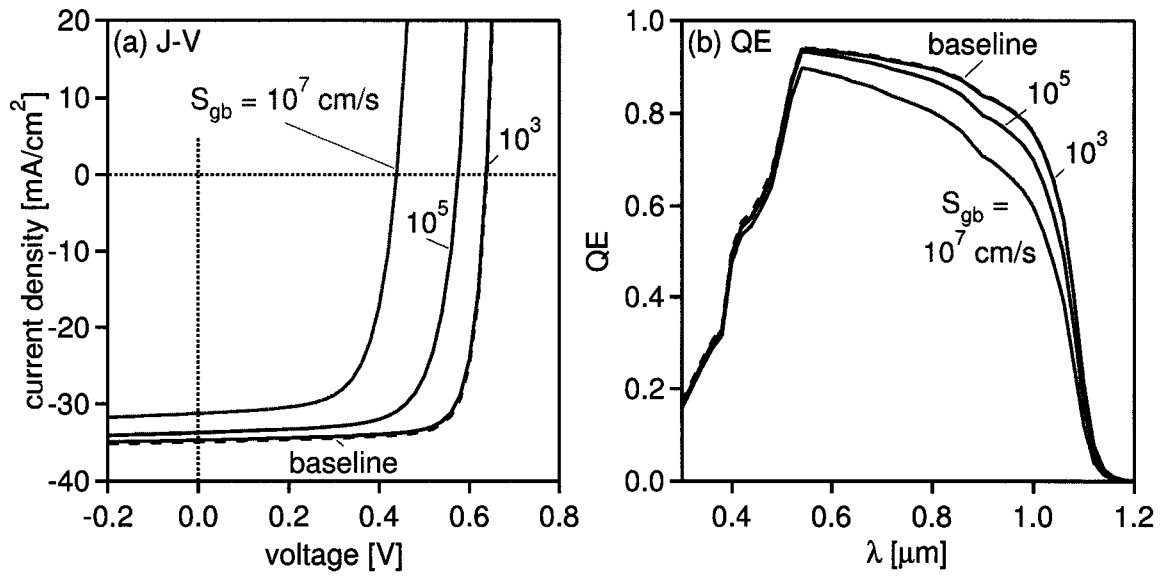 (a) J-V
S_gb = 10^7 cm/s
10^3
10^5
baseline
20
10
0
-10
-20
-30
-40
-0.2
0.0
0.2
0.4
0.6
0.8
current density [mA/cm^2]
voltage [V]
(b) QE
baseline
10^5
10^3
S_gb =
10^7 cm/s
1.0
0.8
0.6
0.4
0.2
0.0
0.4
0.6
0.8
1.0
1.2
QE
λ [μm]